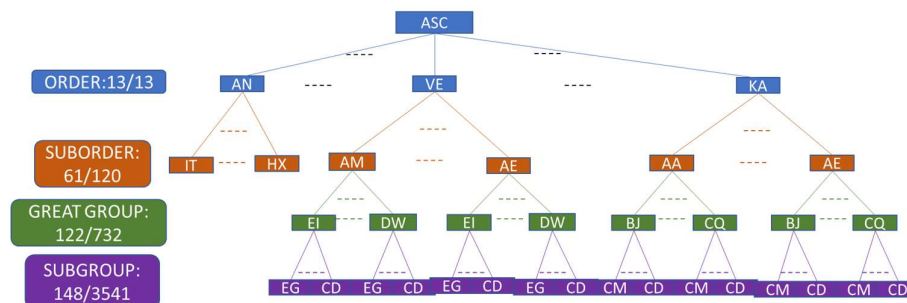 ASC
ORDER:13/13
AN
VE
KA
SUBORDER:
61/120
IT
HX
AM
AE
AA
AE
GREAT GROUP:
122/732
EI
DW
EI
DW
BJ
CQ
BJ
CQ
SUBGROUP:
148/3541
EG CD EG CD EG CD EG CD CM CD CM CD CM CD CM CD